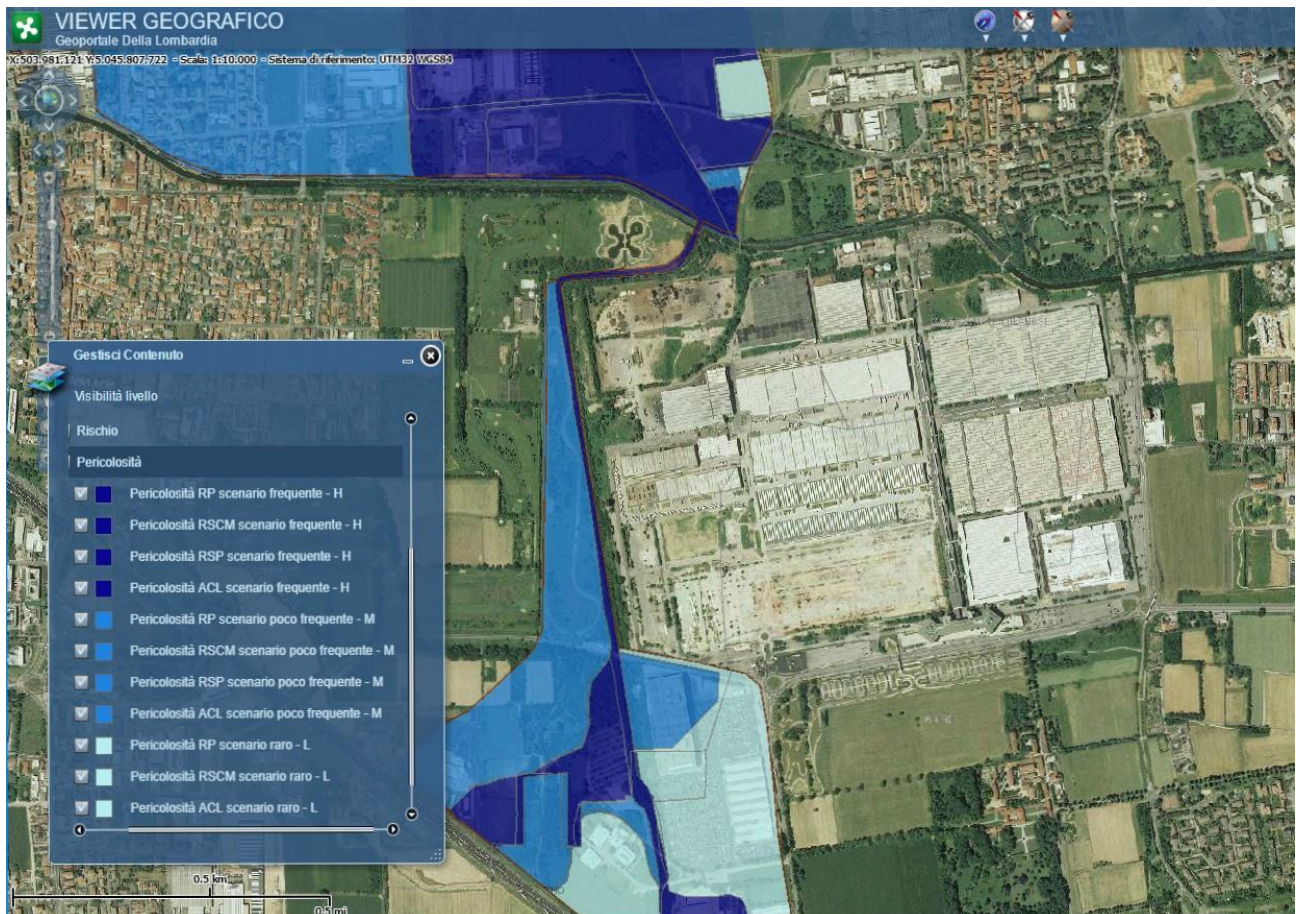 VIEWER GEOGRAFICO
Geoportale Della Lombardia
X:503.981,121 Y:5.045.807,722 - Scala: 1:10.000 - Sistema di riferimento: UTM32 WGS84
Gestisci Contenuto
Visibilità livello
Rischio
Pericolosità
Pericolosità RP scenario frequente - H
Pericolosità RSCM scenario frequente - H
Pericolosità RSP scenario frequente - H
Pericolosità ACL scenario frequente - H
Pericolosità RP scenario poco frequente - M
Pericolosità RSCM scenario poco frequente - M
Pericolosità RSP scenario poco frequente - M
Pericolosità ACL scenario poco frequente - M
Pericolosità RP scenario raro - L
Pericolosità RSCM scenario raro - L
Pericolosità ACL scenario raro - L
0.5 km
0.5 mi